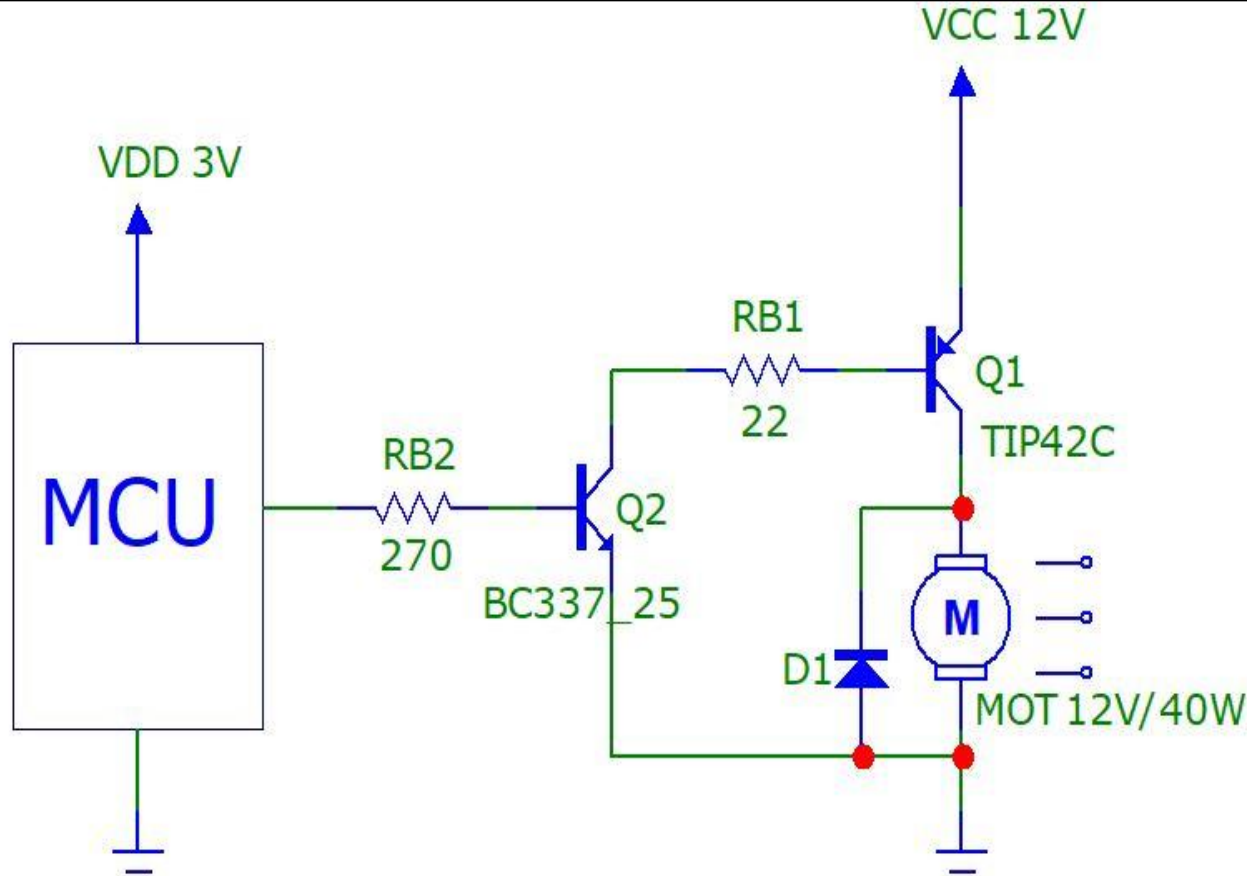 VCC 12V
VDD 3V
RB1
22
Q1
TIP42C
RB2
270
MCU
Q2
BC337_25
M
D1
MOT 12V/40W